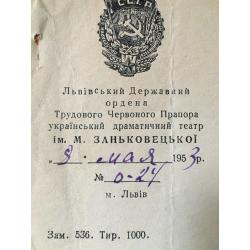 СССР
Львівський Державний
ордена
Трудового Червоного Прапора
український драматичний театр
ім. М. ЗАНЬКОВЕЦЬКОЇ
„ 8 " мая 1953 р.
№ 0-24
м. Львів
Зам. 536. Тир. 1000.